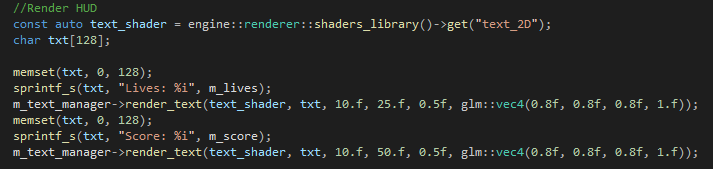 //Render HUD
const auto text_shader = engine::renderer::shaders_library()->get("text_2D");
char txt[128];
memset(txt, 0, 128);
sprintf_s(txt, "Lives: %i", m_lives);
m_text_manager->render_text(text_shader, txt, 10.f, 25.f, 0.5f, glm::vec4(0.8f, 0.8f, 0.8f, 1.f));
memset(txt, 0, 128);
sprintf_s(txt, "Score: %i", m_score);
m_text_manager->render_text(text_shader, txt, 10.f, 50.f, 0.5f, glm::vec4(0.8f, 0.8f, 0.8f, 1.f));